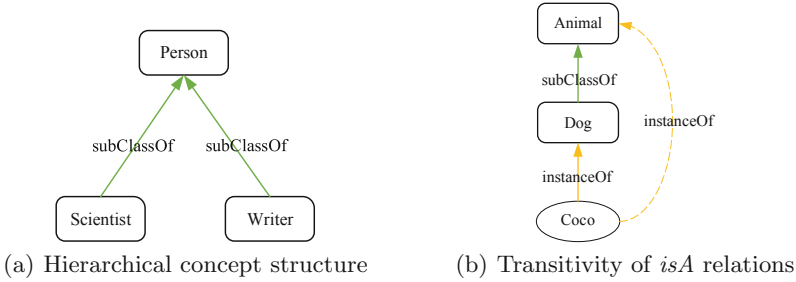 Person
subClassOf
subClassOf
Scientist
Writer
(a) Hierarchical concept structure
Animal
subClassOf
Dog
instanceOf
instanceOf
Coco
(b) Transitivity of isA relations